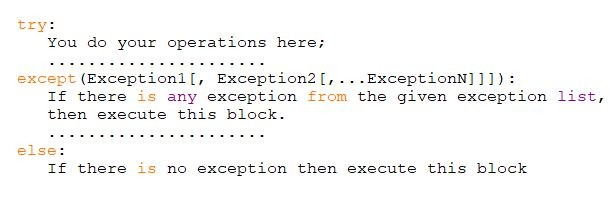 try:
You do your operations here;
......................
except(Exception1[, Exception2[,...ExceptionN]]]):
If there is any exception from the given exception list,
then execute this block.
......................
else:
If there is no exception then execute this block